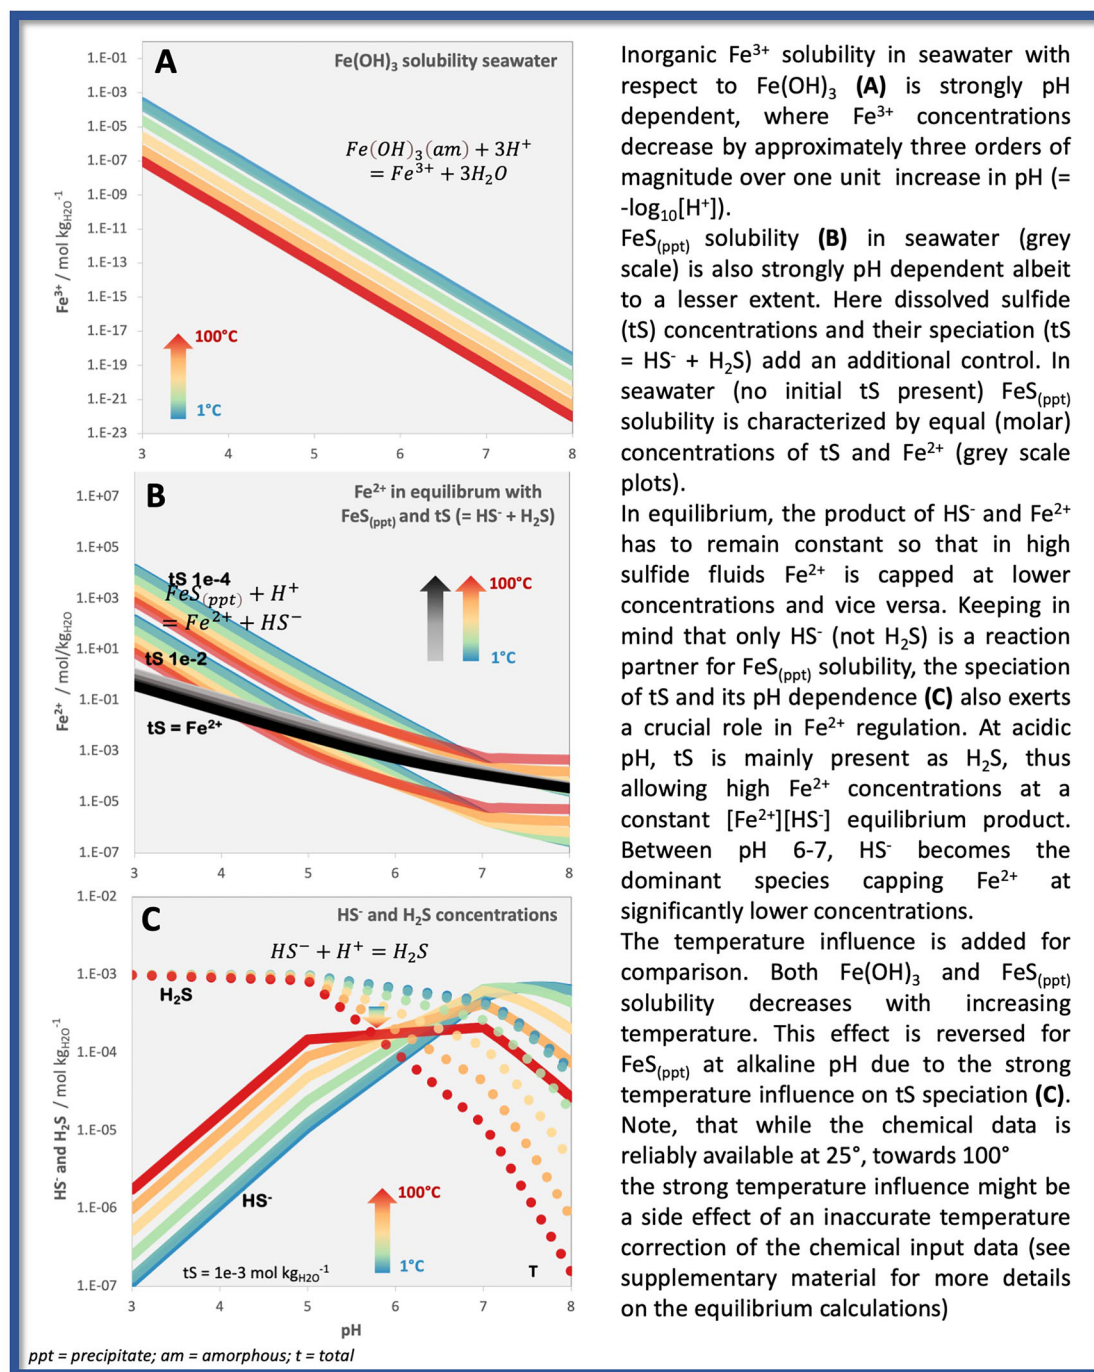 A
Fe(OH)3 solubility seawater
Fe(OH)3(am) + 3H+
= Fe3+ + 3H2O
1.E-01
1.E-03
1.E-05
1.E-07
1.E-09
1.E-11
1.E-13
1.E-15
1.E-17
1.E-19
1.E-21
1.E-23
Fe3+ / mol kgH2O-1
100°C
1°C
3 4 5 6 7 8
B
Fe2+ in equilibrum with
FeS(ppt) and tS (= HS- + H2S)
1.E+07
1.E+05
1.E+03
1.E+01
1.E-01
1.E-03
1.E-05
1.E-07
Fe2+ / mol/kgH2O
tS 1e-4
FeS(ppt) + H+
= Fe2+ + HS−
tS 1e-2
tS = Fe2+
100°C
1°C
3 4 5 6 7 8
C
HS- and H2S concentrations
HS− + H+ = H2S
1.E-02
1.E-03
1.E-04
1.E-05
1.E-06
1.E-07
HS- and H2S / mol kgH2O-1
H2S
HS-
100°C
1°C
tS = 1e-3 mol kgH2O-1
T
3 4 5 6 7 8
pH
ppt = precipitate; am = amorphous; t = total
Inorganic Fe3+ solubility in seawater with
respect to Fe(OH)3 (A) is strongly pH
dependent, where Fe3+ concentrations
decrease by approximately three orders of
magnitude over one unit increase in pH (=
-log10[H+]).
FeS(ppt) solubility (B) in seawater (grey
scale) is also strongly pH dependent albeit
to a lesser extent. Here dissolved sulfide
(tS) concentrations and their speciation (tS
= HS- + H2S) add an additional control. In
seawater (no initial tS present) FeS(ppt)
solubility is characterized by equal (molar)
concentrations of tS and Fe2+ (grey scale
plots).
In equilibrium, the product of HS- and Fe2+
has to remain constant so that in high
sulfide fluids Fe2+ is capped at lower
concentrations and vice versa. Keeping in
mind that only HS- (not H2S) is a reaction
partner for FeS(ppt) solubility, the speciation
of tS and its pH dependence (C) also exerts
a crucial role in Fe2+ regulation. At acidic
pH, tS is mainly present as H2S, thus
allowing high Fe2+ concentrations at a
constant [Fe2+][HS-] equilibrium product.
Between pH 6-7, HS- becomes the
dominant species capping Fe2+ at
significantly lower concentrations.
The temperature influence is added for
comparison. Both Fe(OH)3 and FeS(ppt)
solubility decreases with increasing
temperature. This effect is reversed for
FeS(ppt) at alkaline pH due to the strong
temperature influence on tS speciation (C).
Note, that while the chemical data is
reliably available at 25°, towards 100°
the strong temperature influence might be
a side effect of an inaccurate temperature
correction of the chemical input data (see
supplementary material for more details
on the equilibrium calculations)